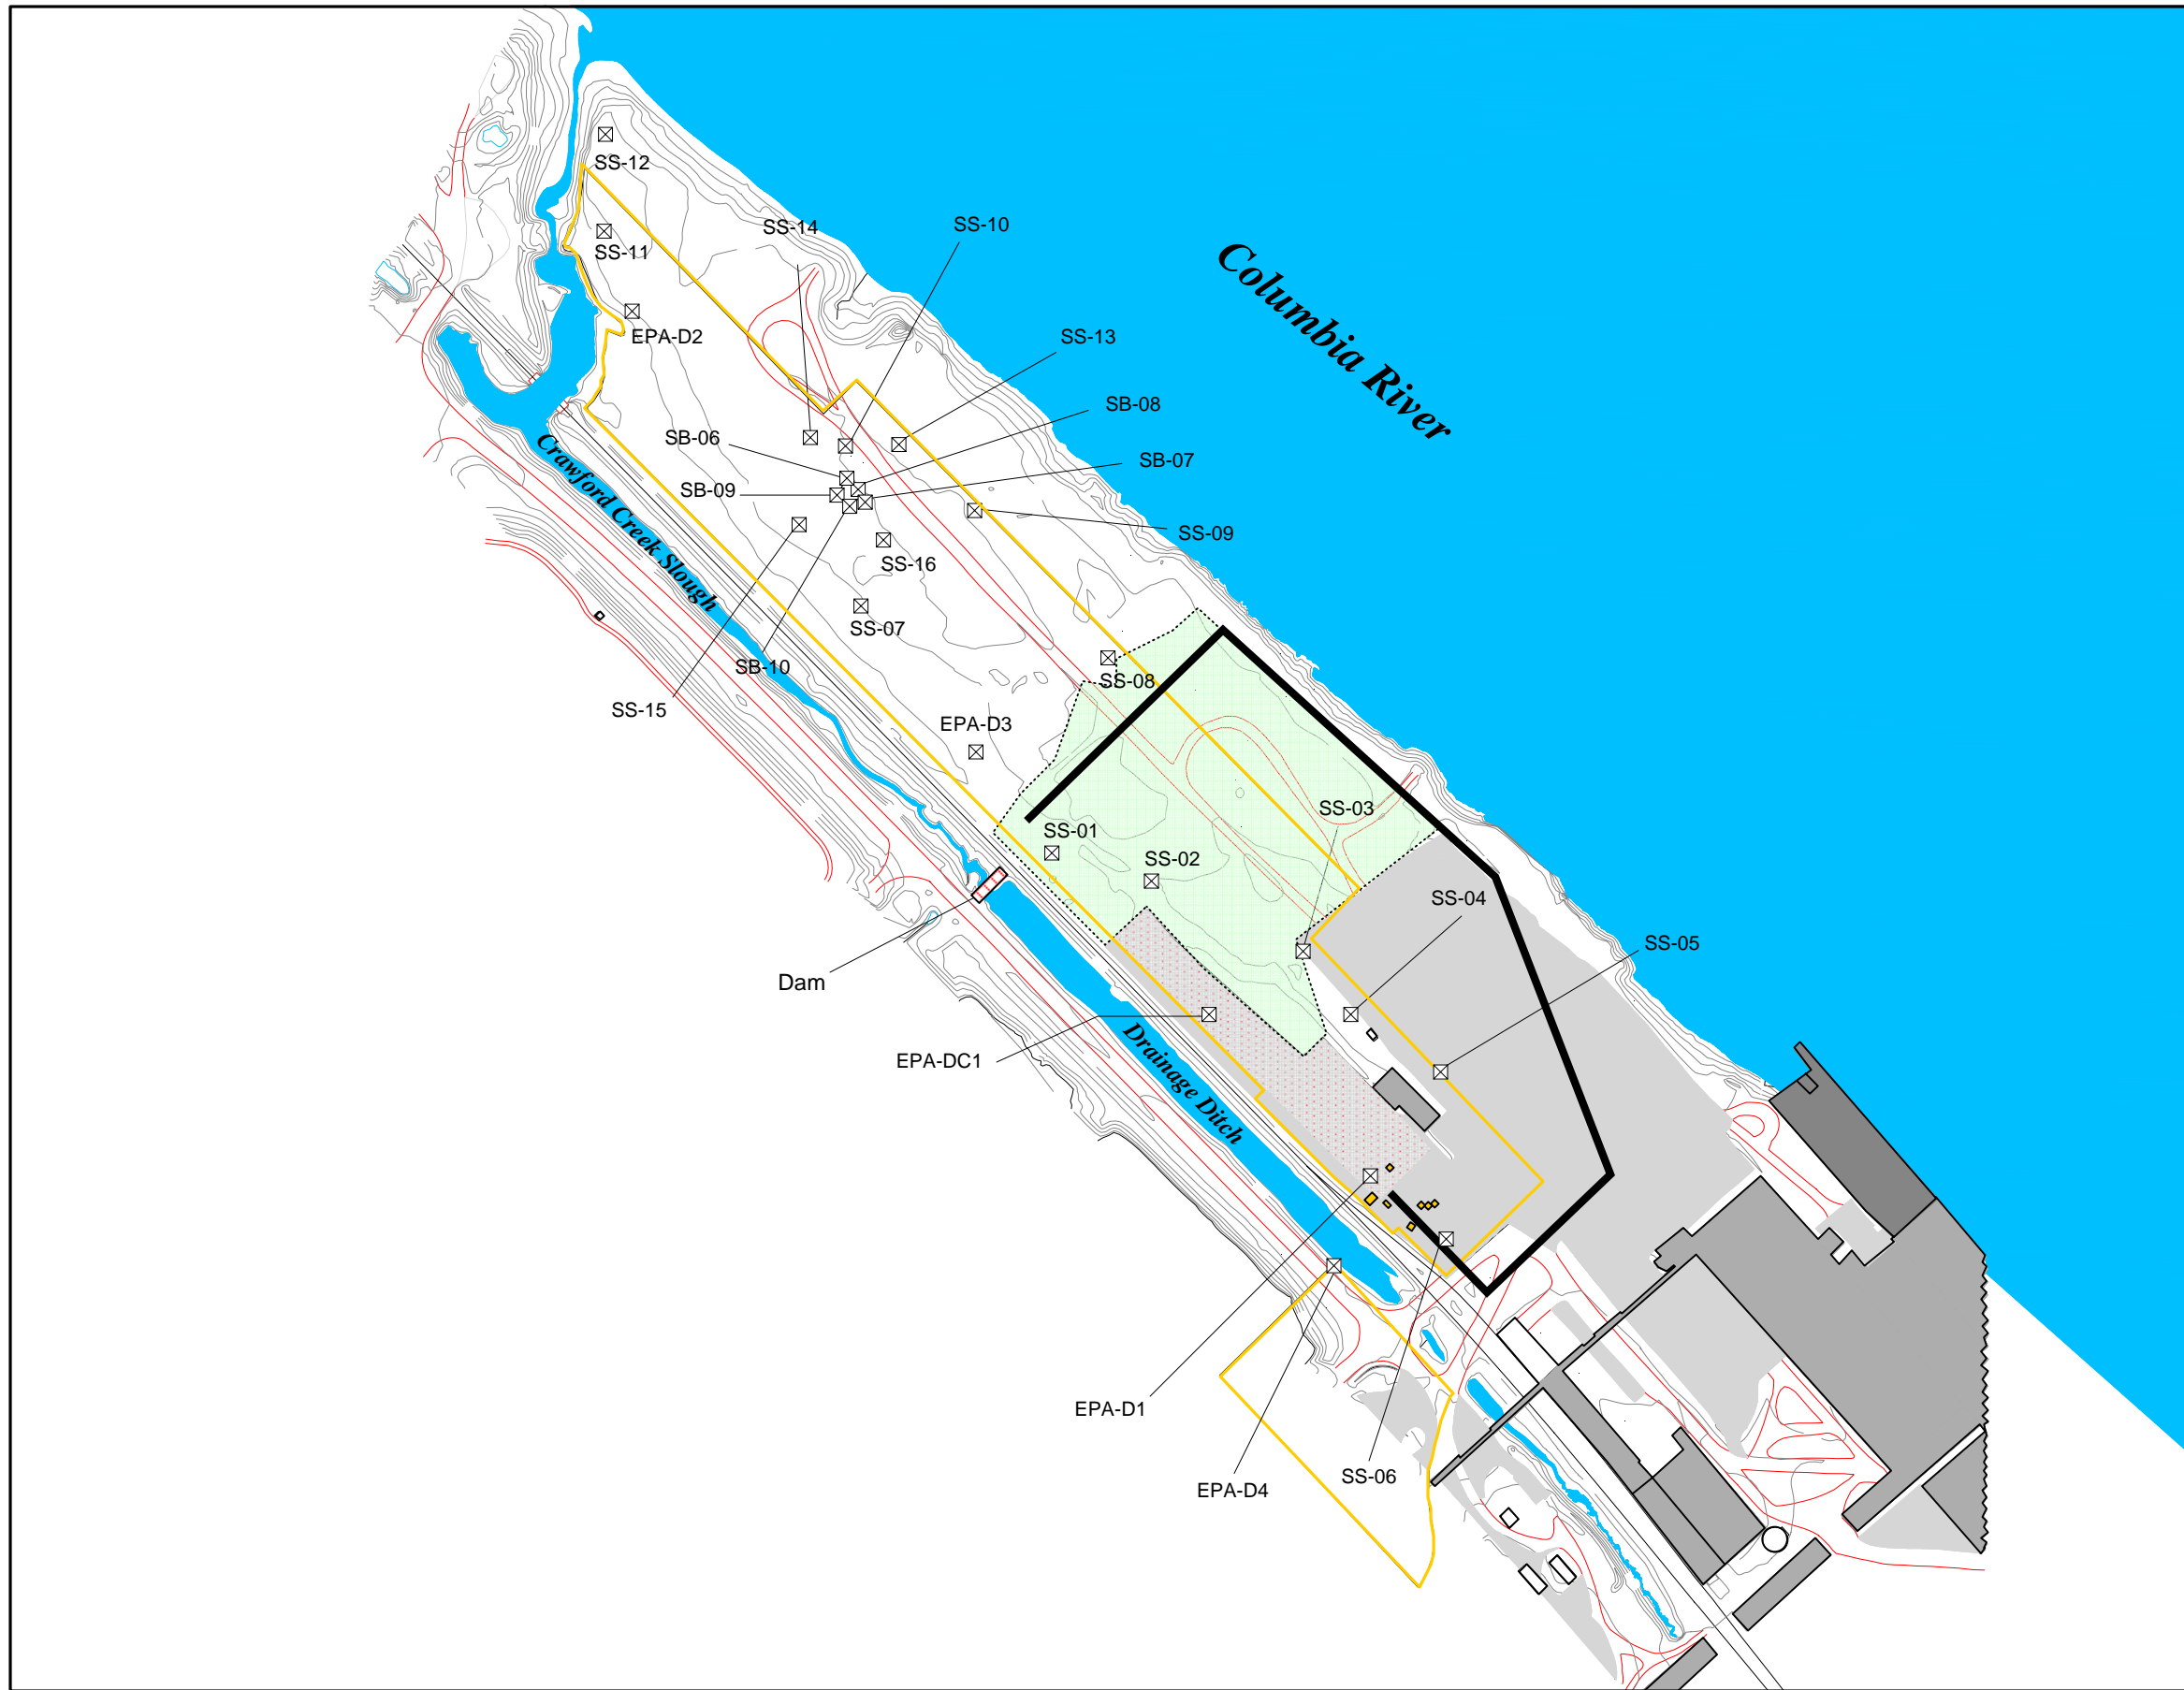 SS-12
SS-14
SS-10
SS-11
Columbia River
EPA-D2
SS-13
SB-08
SB-06
SB-07
SB-09
Crawford Creek Slough
SS-09
SS-16
SS-07
SB-10
SS-08
SS-15
EPA-D3
SS-03
SS-01
SS-02
SS-04
SS-05
Dam
EPA-DC1
Drainage Ditch
EPA-D1
SS-06
EPA-D4